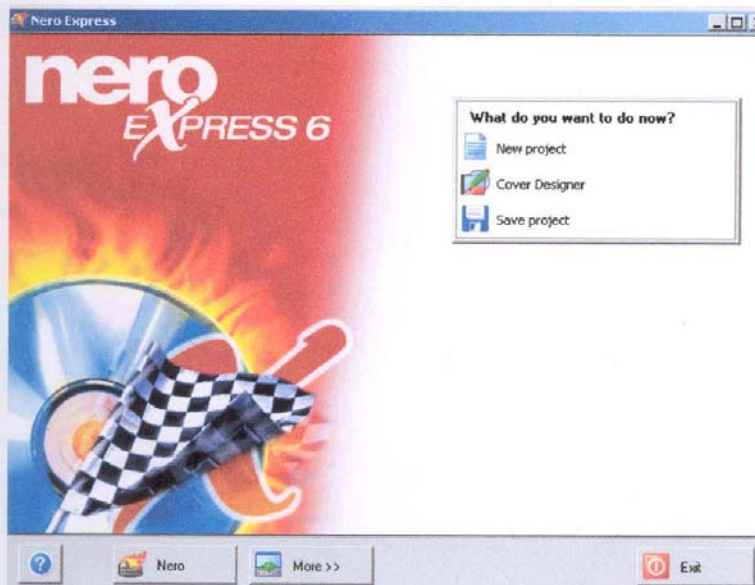 Nero Express
nero
EXPRESS 6
What do you want to do now?
New project
Cover Designer
Save project
?
Nero
More >>
Exit